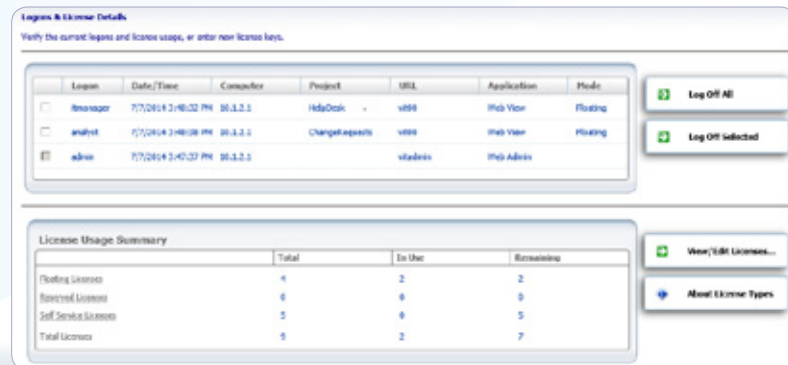 Logons & License Details
Verify the current logons and license usage, or enter new license keys.
Logon Date/Time Computer Project URL Application Mode
itmanager 7/7/2014 3:48:32 PM 10.1.2.1 HelpDesk Web View Floating
analyst 7/7/2014 3:48:08 PM 10.1.2.1 ChangeRequests Web View Floating
admin 7/7/2014 3:47:37 PM 10.1.2.1 vitadmin Web Admin
Log Off All
Log Off Selected
License Usage Summary
Total In Use Remaining
Floating Licenses 4 2 2
Reserved Licenses 0 0 0
Self Service Licenses 5 0 5
Total Licenses 9 2 7
View/Edit Licenses...
About License Types